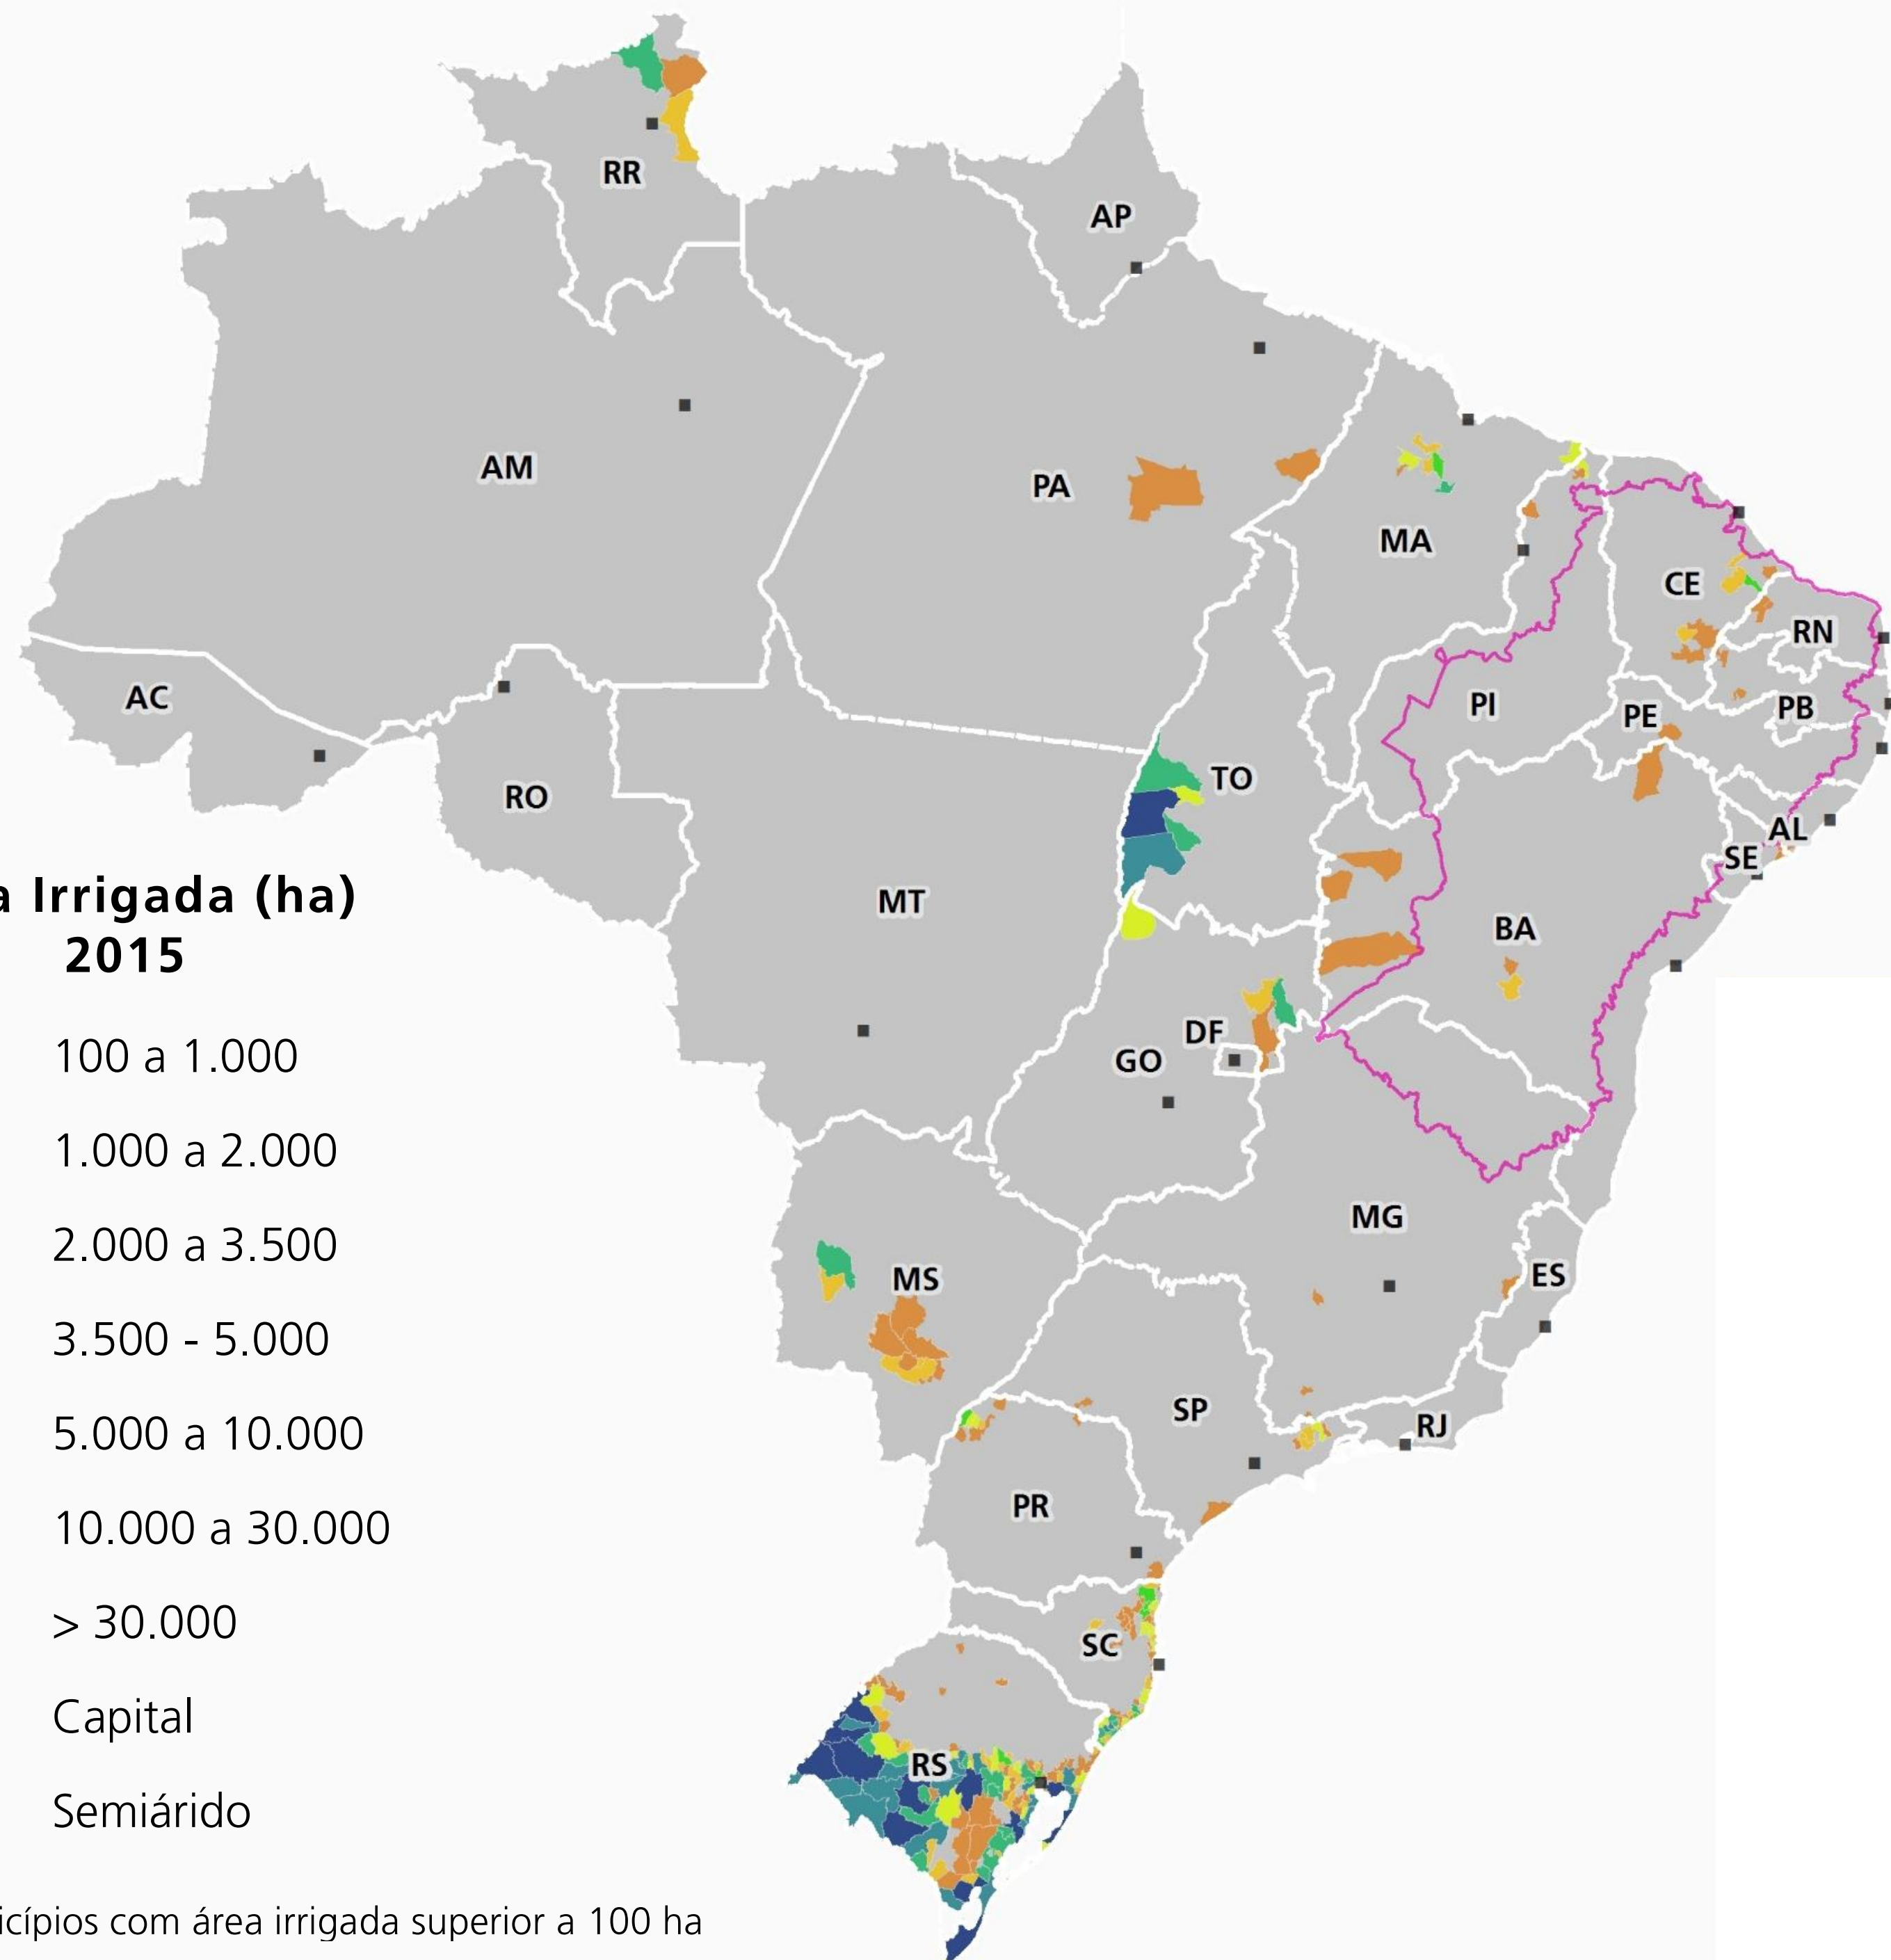 RR
AP
AM
PA
MA
CE
RN
PI
PE
PB
AC
TO
RO
AL
SE
a Irrigada (ha)
2015
MT
BA
DF
GO
100 a 1.000
1.000 a 2.000
MG
2.000 a 3.500
MS
ES
3.500 - 5.000
SP
RJ
5.000 a 10.000
PR
10.000 a 30.000
> 30.000
SC
Capital
RS
Semiárido
icípios com área irrigada superior a 100 ha